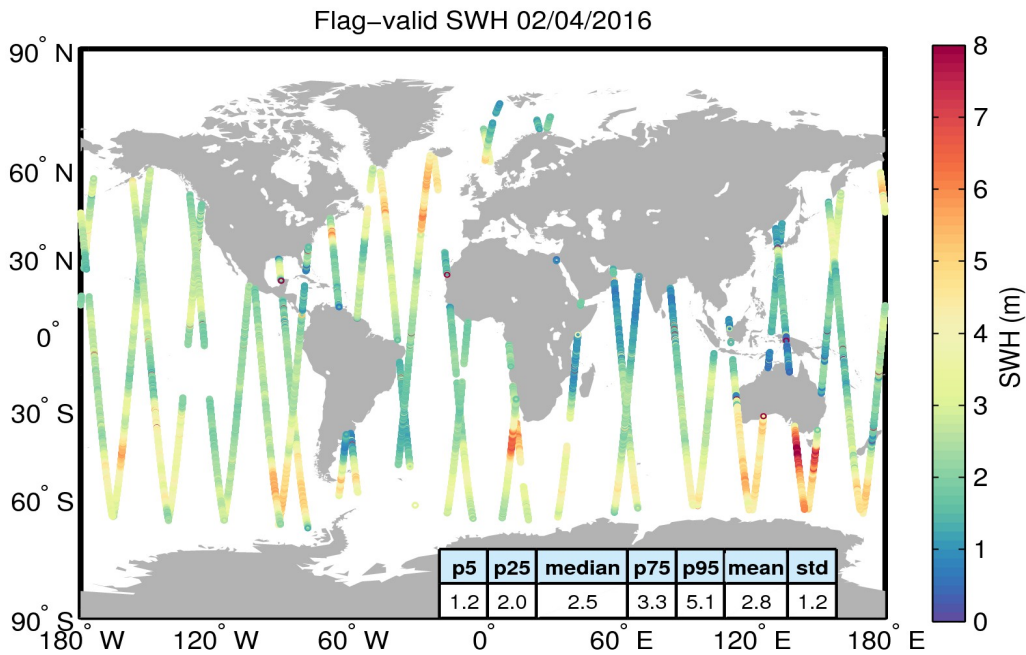 Flag−valid SWH 02/04/2016
90° N
60° N
30° N
0°
30° S
60° S
90° S
180° W
120° W
60° W
0°
60° E
120° E
180° E
p5 p25 median p75 p95 mean std
1.2 2.0 2.5 3.3 5.1 2.8 1.2
8
7
6
5
4
3
2
1
0
SWH (m)